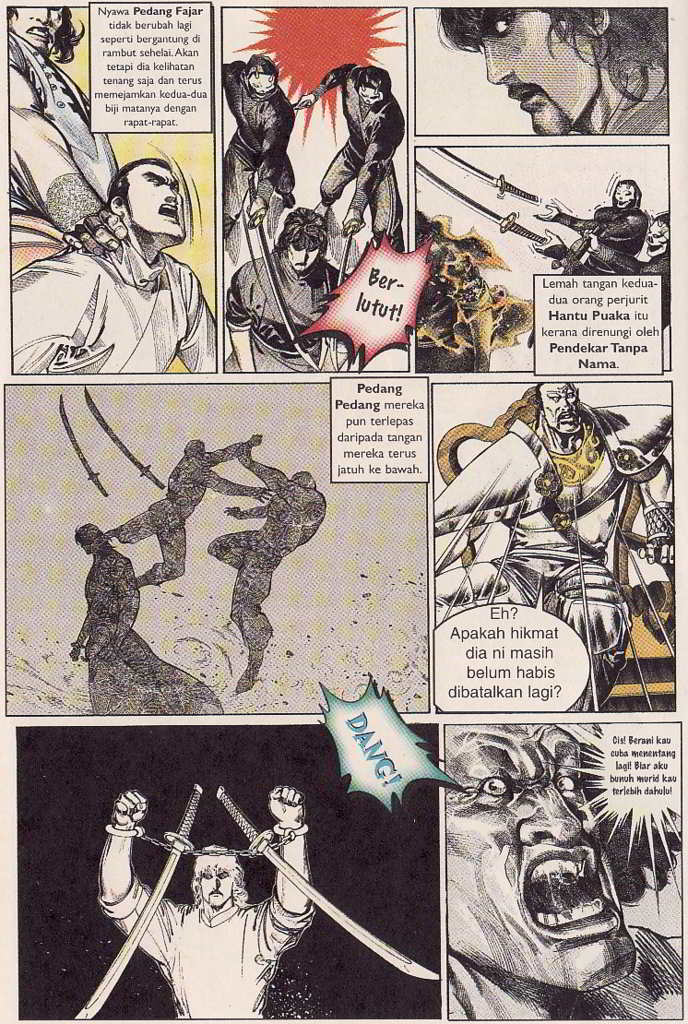 Nyawa Pedang Fajar
tidak berubah lagi
seperti bergantung di
rambut sehelai. Akan
tetapi dia kelihatan
tenang saja dan terus
memejamkan kedua-dua
biji matanya dengan
rapat-rapat.
Ber-
lutut!
Lemah tangan kedua-
dua orang perjurit
Hantu Puaka itu
kerana direnungi oleh
Pendekar Tanpa
Nama.
Pedang
Pedang mereka
pun terlepas
daripada tangan
mereka terus
jatuh ke bawah.
Eh?
Apakah hikmat
dia ni masih
belum habis
dibatalkan lagi?
DANG!
Cis! Berani kau
cuba menentang
lagi! Biar aku
bunuh murid kau
terlebih dahulu!